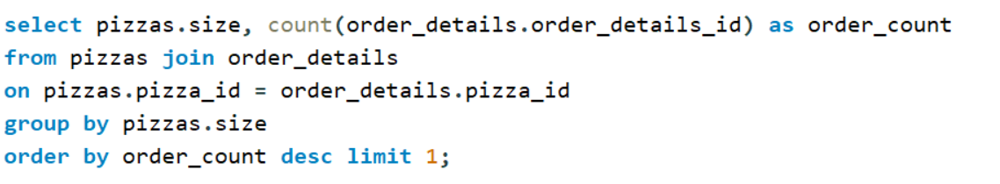 select pizzas.size, count(order_details.order_details_id) as order_count
from pizzas join order_details
on pizzas.pizza_id = order_details.pizza_id
group by pizzas.size
order by order_count desc limit 1;